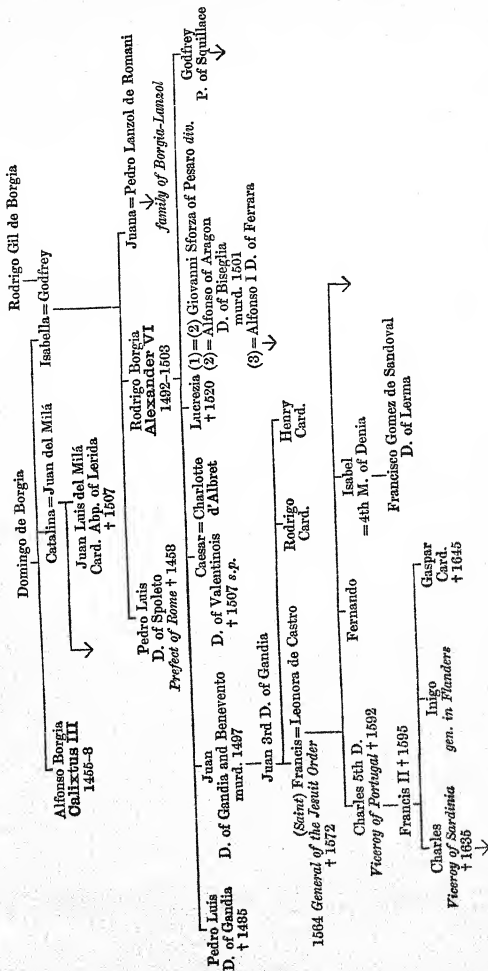 Rodrigo Gil de Borgia
Domingo de Borgia
Alfonso Borgia
Calixtus III
1455-8
Catalina=Juan del Milá
Isabella=Godfrey
Juan Luis del Milá
Card. Abp. of Lerida
† 1507
Pedro Luis
D. of Spoleto
Prefect of Rome † 1458
Rodrigo Borgia
Alexander VI
1492-1503
Juana=Pedro Lanzol de Romani
family of Borgia-Lanzol
Pedro Luis
D. of Gandia
† 1485
Juan
D. of Gandia and Benevento
murd. 1497
Caesar=Charlotte
D. of Valentinois d'Albret
† 1507 s.p.
Lucrezia (1)=(2) Giovanni Sforza of Pesaro div.
† 1520 (2)=Alfonso of Aragon
D. of Biseglia
murd. 1501
(3)=Alfonso I D. of Ferrara
Godfrey
P. of Squillace
Juan 3rd D. of Gandia
(Saint) Francis=Leonora de Castro
1564 General of the Jesuit Order
† 1572
Rodrigo
Card.
Henry
Card.
Charles 5th D.
Viceroy of Portugal † 1592
Fernando
Isabel
=4th M. of Denia
Francis II † 1595
Francisco Gomez de Sandoval
D. of Lerma
Charles
Viceroy of Sardinia
† 1635
Inigo
gen. in Flanders
Gaspar
Card.
† 1645